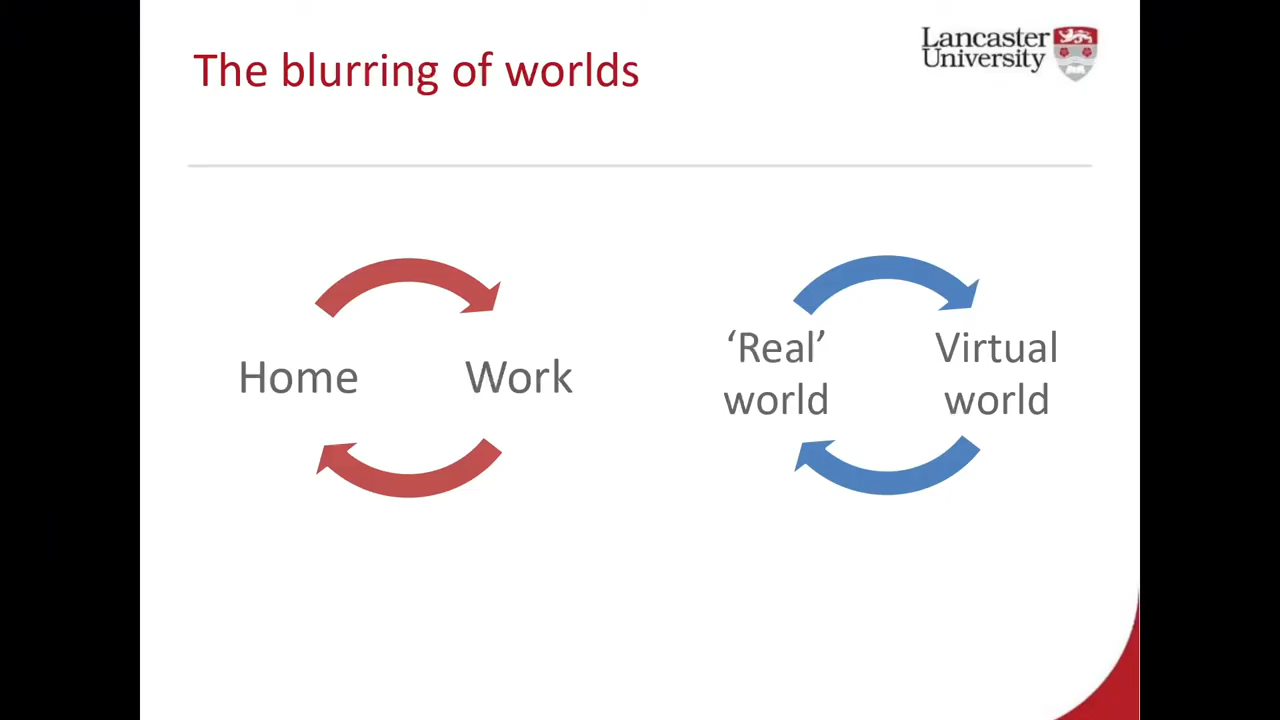 The blurring of worlds
Lancaster
University
Home
Work
‘Real’
world
Virtual
world